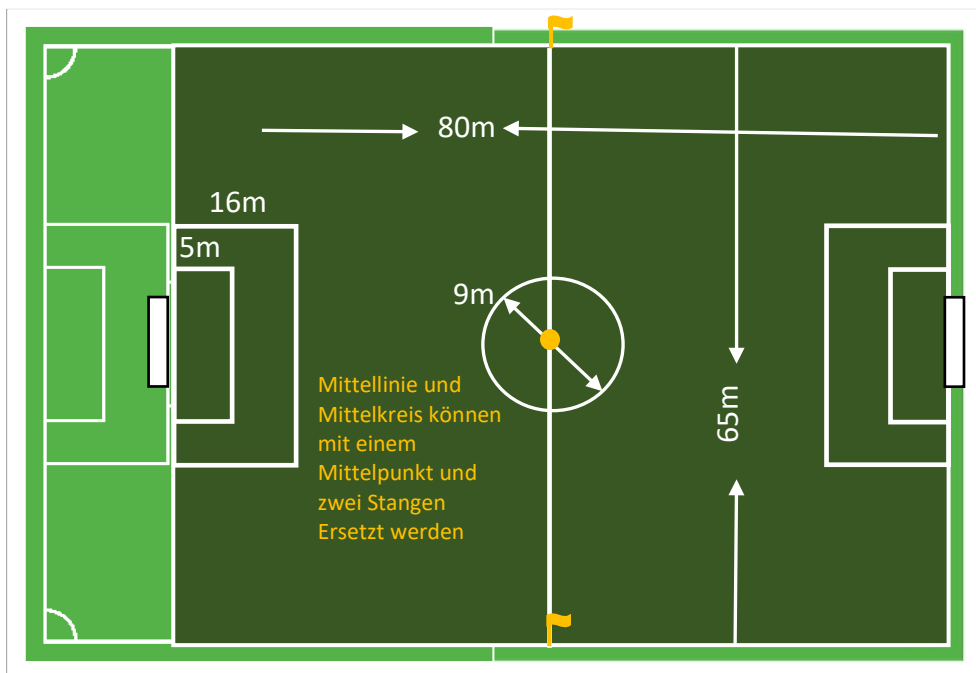 80m
16m
5m
9m
Mittellinie und
Mittelkreis können
mit einem
Mittelpunkt und
zwei Stangen
Ersetzt werden
65m